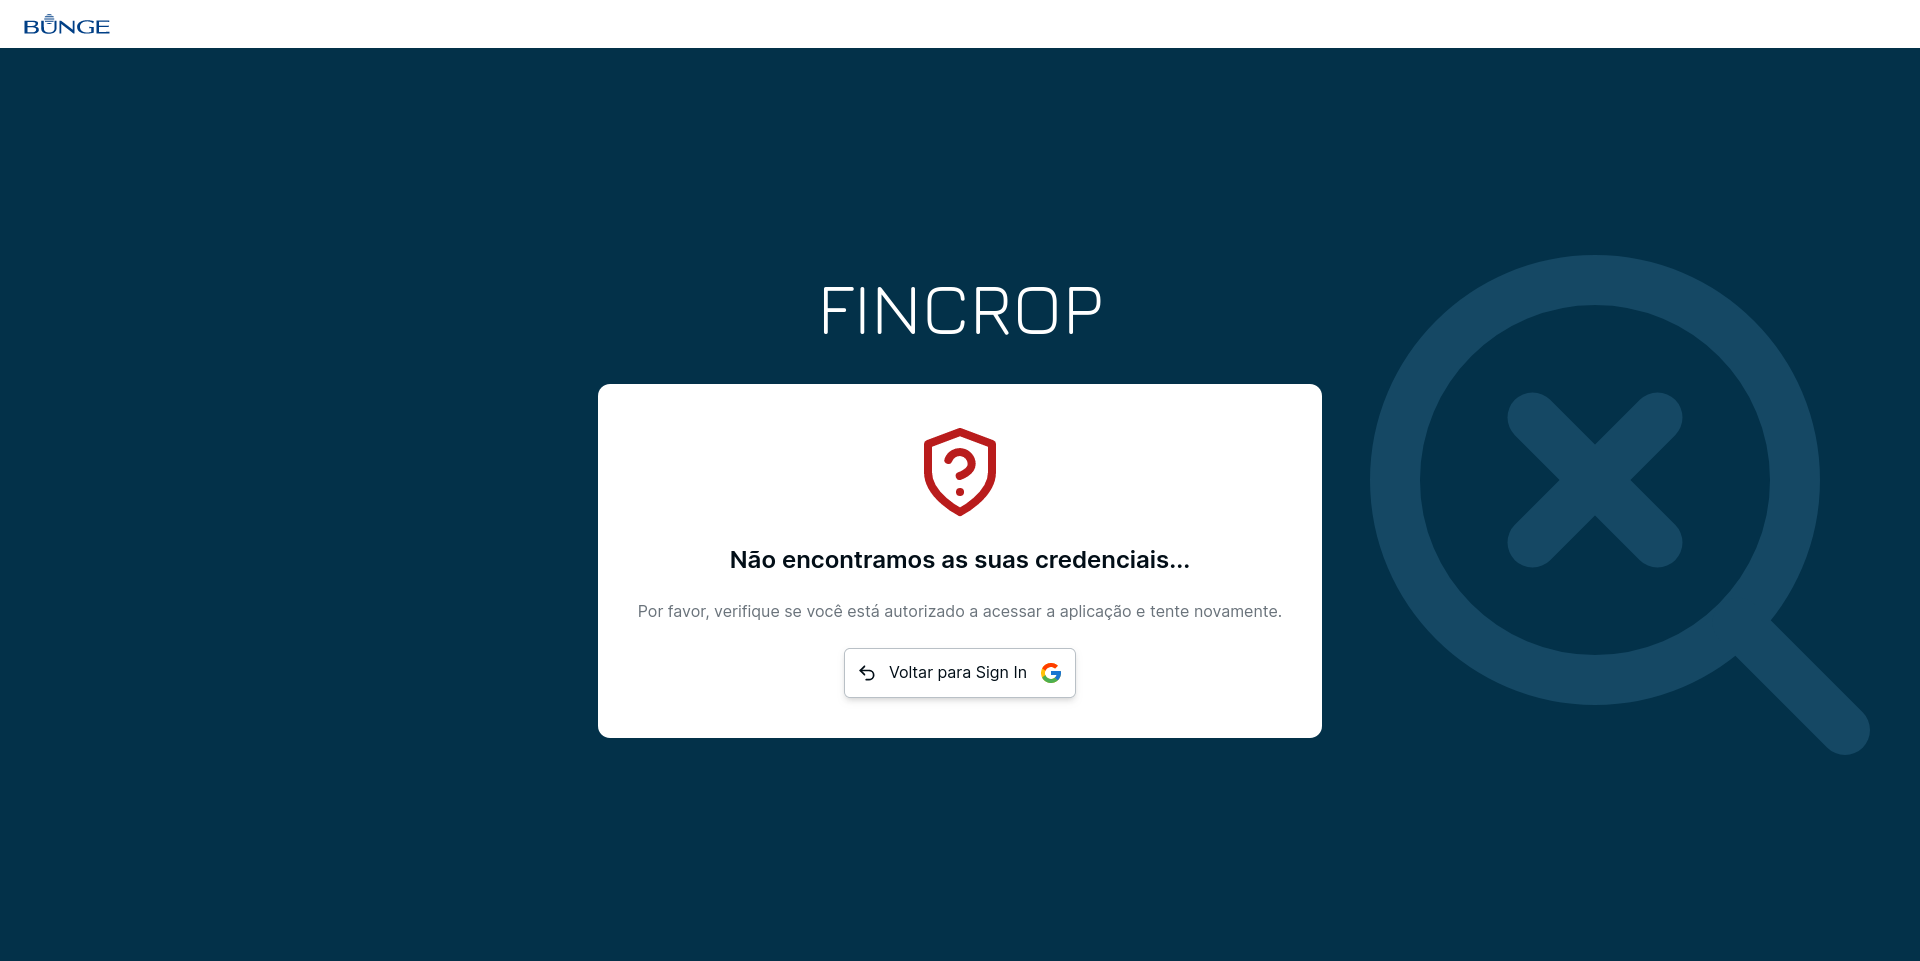 BUNGE
FINCROP
Não encontramos as suas credenciais...
Por favor, verifique se você está autorizado a acessar a aplicação e tente novamente.
Voltar para Sign In